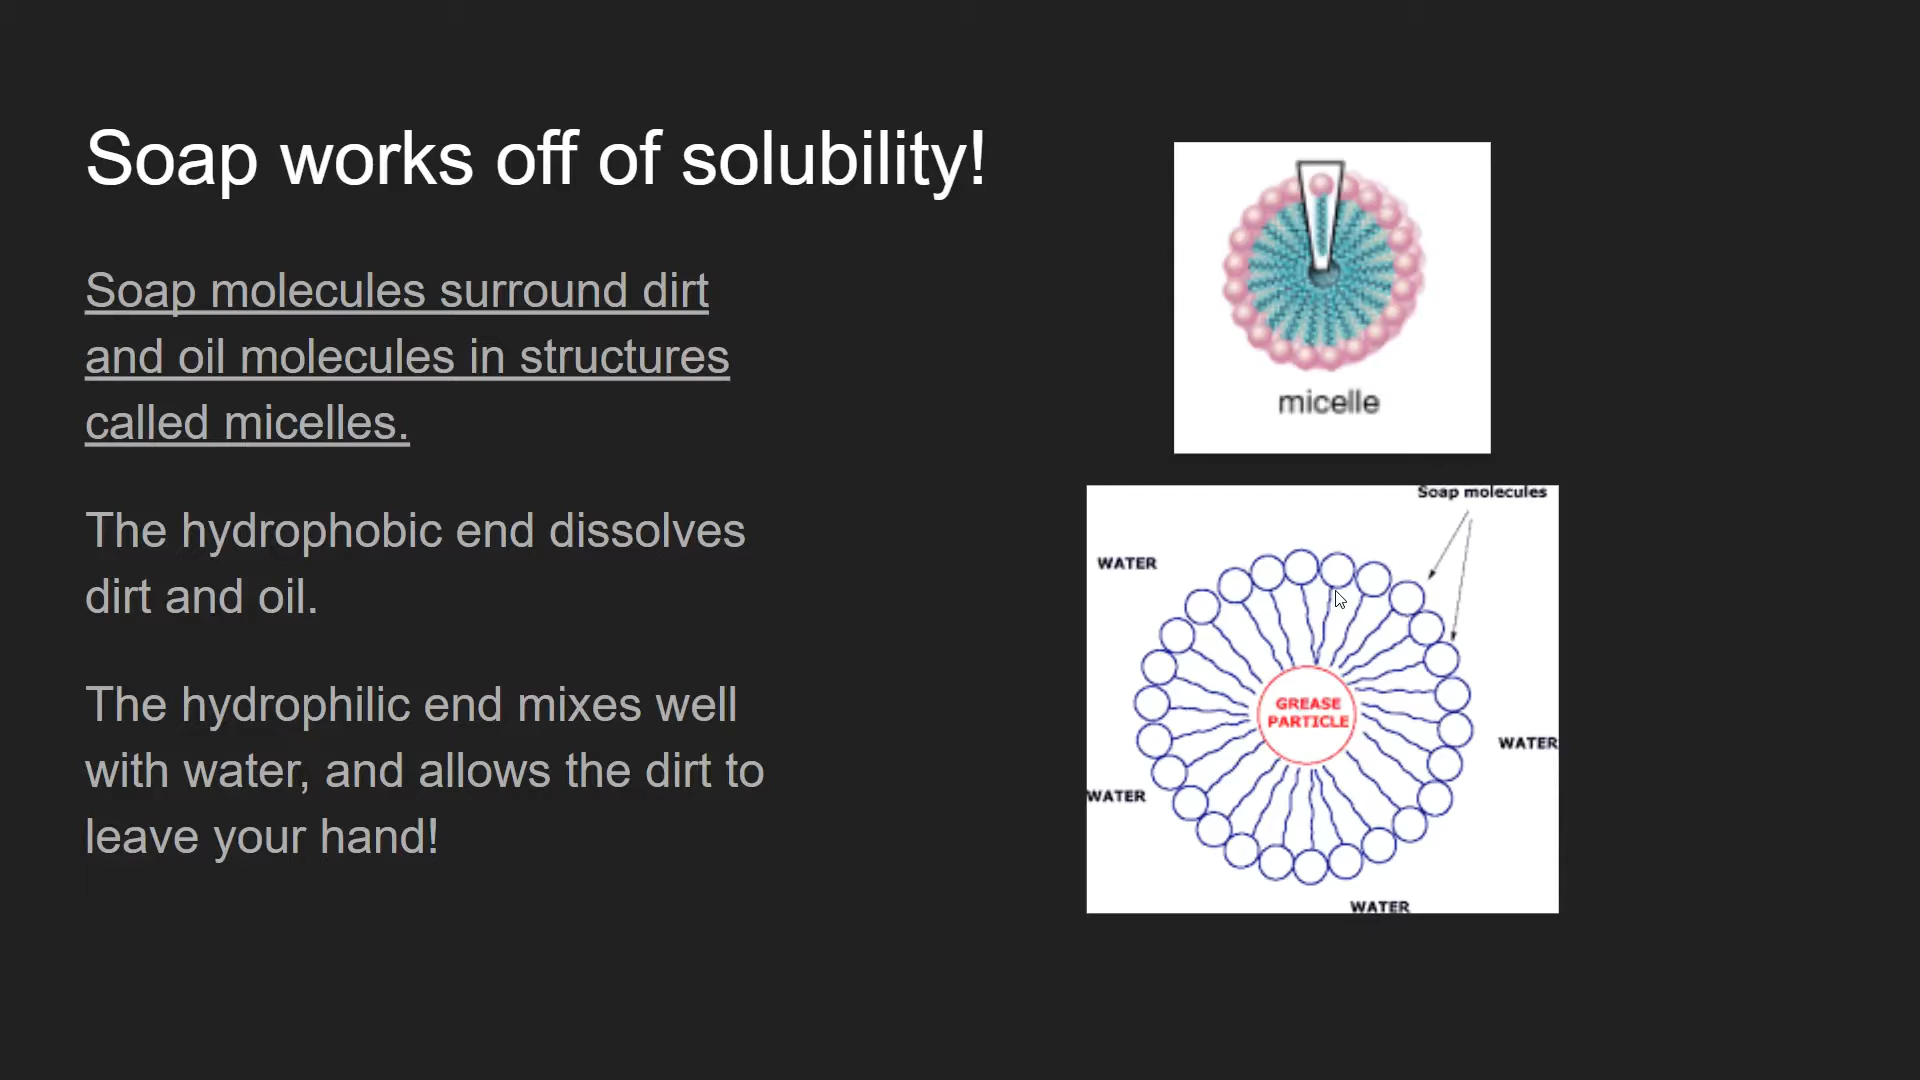 Soap works off of solubility!
Soap molecules surround dirt
and oil molecules in structures
called micelles.
The hydrophobic end dissolves
dirt and oil.
The hydrophilic end mixes well
with water, and allows the dirt to
leave your hand!
micelle
Soap molecules
WATER
GREASE
PARTICLE
WATER
WATER
WATER